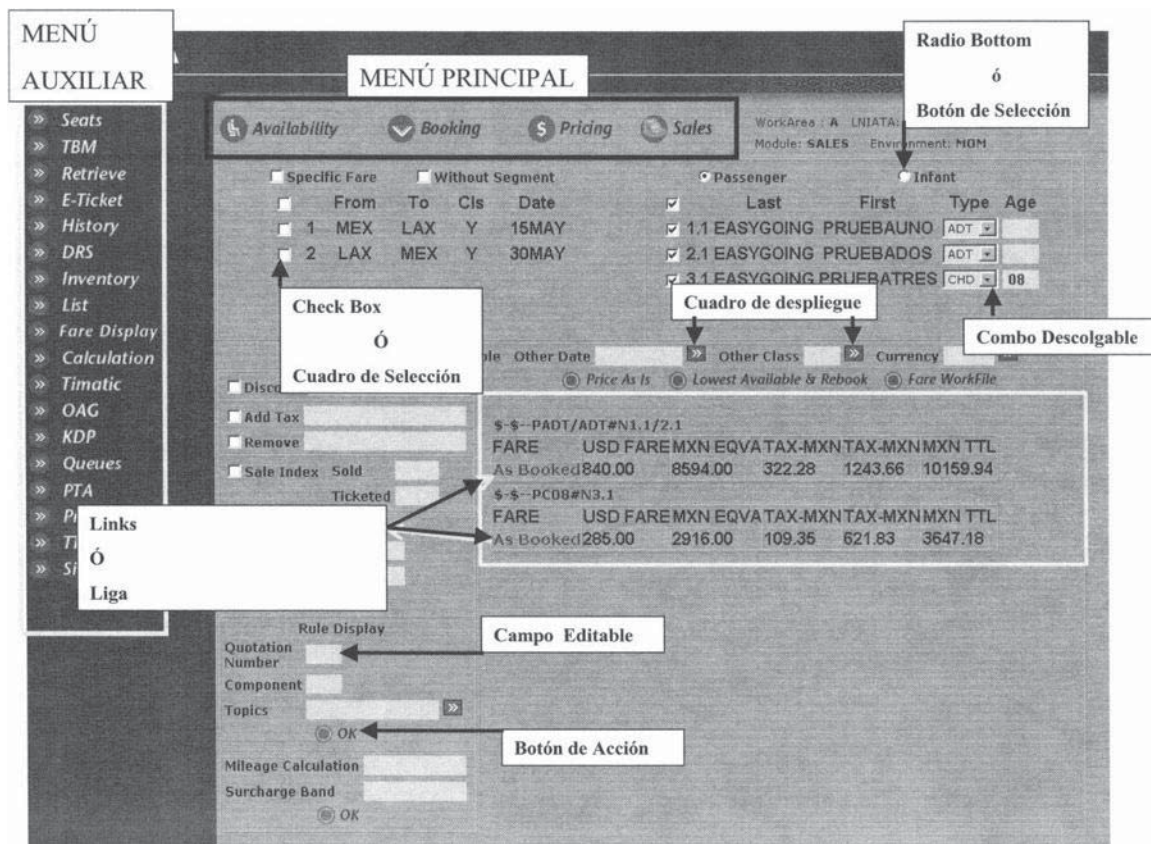 MENÚ
AUXILIAR
MENÚ PRINCIPAL
Radio Bottom
ó
Botón de Selección
» Seats
» TBM
» Retrieve
» E-Ticket
» History
» DRS
» Inventory
» List
» Fare Display
» Calculation
» Timatic
» OAG
» KDP
» Queues
» PTA
Availability Booking $ Pricing Sales
WorkArea : A LNIATA:
Module: SALES Environment: MOM
Specific Fare Without Segment Passenger Infant
From To Cls Date Last First Type Age
1 MEX LAX Y 15MAY 1.1 EASYGOING PRUEBAUNO ADT
2 LAX MEX Y 30MAY 2.1 EASYGOING PRUEBADOS ADT
3.1 EASYGOING PRUEBATRES CHD 08
Check Box
Ó
Cuadro de Selección
Cuadro de despliegue
Combo Descolgable
Other Date » Other Class » Currency
Price As Is Lowest Available & Rebook Fare WorkFile
Add Tax
Remove
Sale Index Sold
Ticketed
$-$--PADT/ADT#N1.1/2.1
FARE USD FARE MXN EQVA TAX-MXN TAX-MXN MXN TTL
As Booked 840.00 8594.00 322.28 1243.66 10159.94
$-$--PC08#N3.1
FARE USD FARE MXN EQVA TAX-MXN TAX-MXN MXN TTL
As Booked 285.00 2916.00 109.35 621.83 3647.18
Links
Ó
Liga
Rule Display
Quotation
Number
Campo Editable
Component
Topics »
OK
Botón de Acción
Mileage Calculation
Surcharge Band
OK